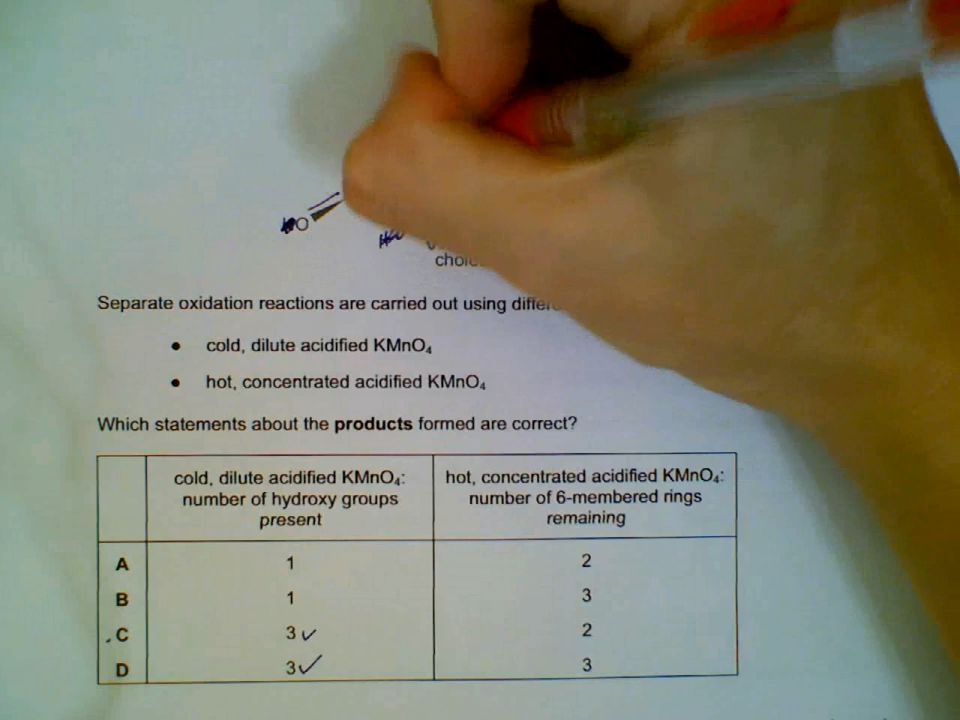 O
Separate oxidation reactions are carried out using
• cold, dilute acidified KMnO₄
• hot, concentrated acidified KMnO₄
Which statements about the products formed are correct?
cold, dilute acidified KMnO₄: number of hydroxy groups present
hot, concentrated acidified KMnO₄: number of 6-membered rings remaining
A 1 2
B 1 3
C 3 ✓ 2
D 3 ✓ 3